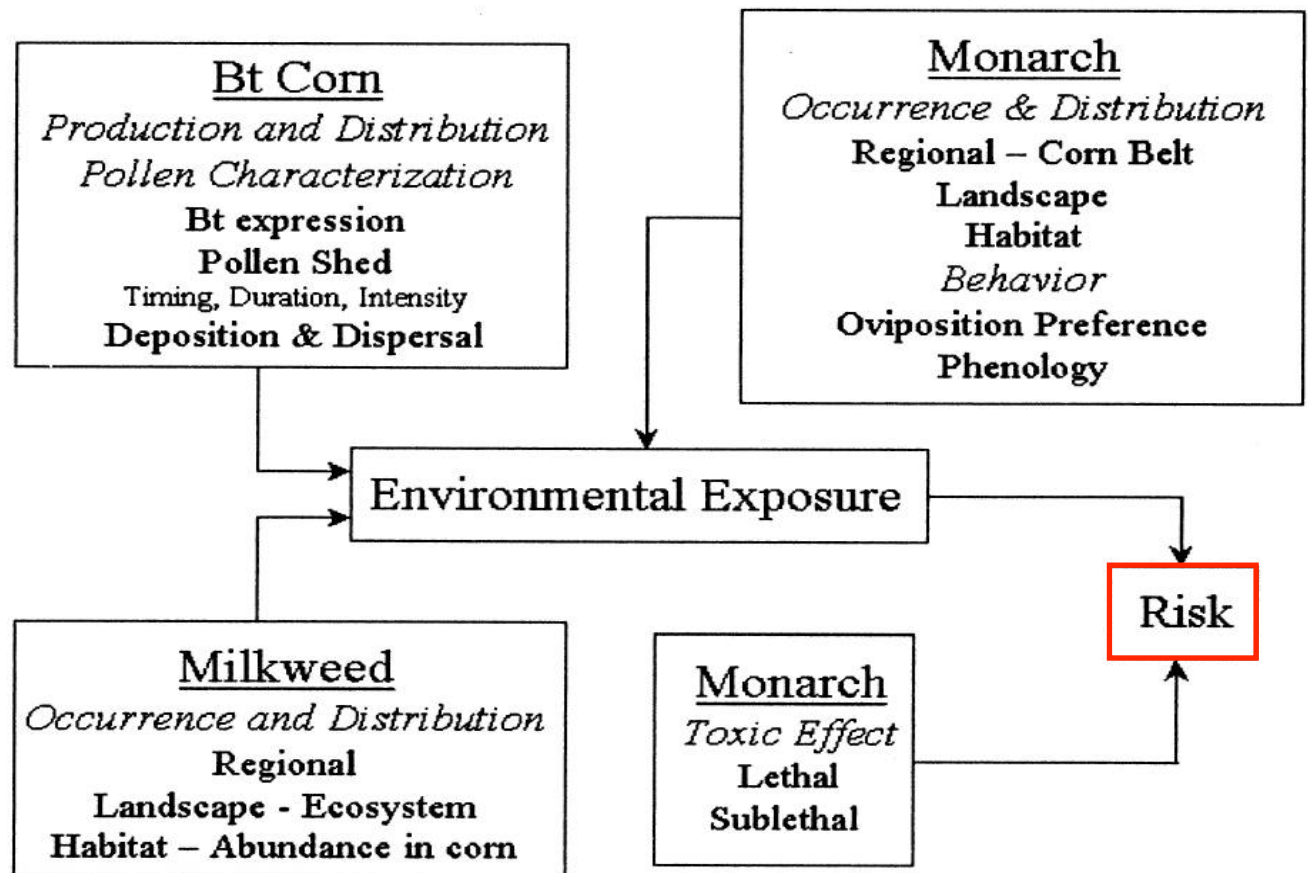 Bt Corn
Production and Distribution
Pollen Characterization
Bt expression
Pollen Shed
Timing, Duration, Intensity
Deposition & Dispersal
Monarch
Occurrence & Distribution
Regional – Corn Belt
Landscape
Habitat
Behavior
Oviposition Preference
Phenology
Environmental Exposure
Risk
Milkweed
Occurrence and Distribution
Regional
Landscape - Ecosystem
Habitat – Abundance in corn
Monarch
Toxic Effect
Lethal
Sublethal